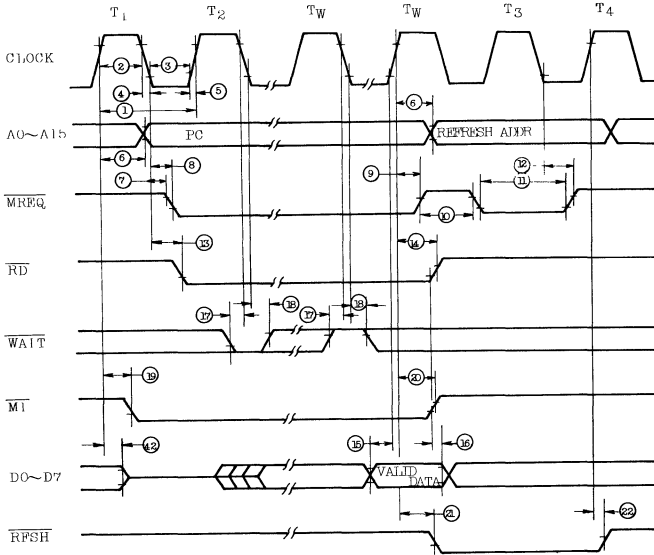 T1 T2 TW TW T3 T4
CLOCK
② ③ ④ ⑤ ① ⑥
A0~A15 PC REFRESH ADDR
⑥ ⑧ ⑦ ⑨ ⑫ ⑪
MREQ
⑩ ⑬ ⑭
RD
⑰ ⑱ ⑰ ⑱
WAIT
⑲ ⑳
M1
㊷ ⑮ ⑯
D0~D7 VALID
DATA
㉑ ㉒
RFSH